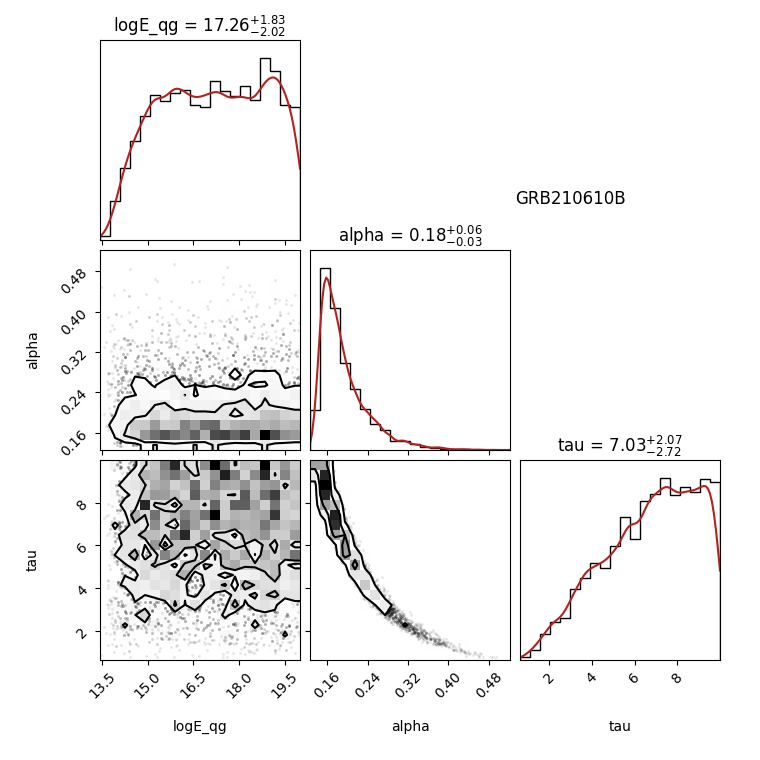 logE_qg = 17.26+1.83 −2.02
GRB210610B
alpha = 0.18+0.06 −0.03
alpha
0.48
0.40
0.32
0.24
0.16
tau = 7.03+2.07 −2.72
tau
8
6
4
2
13.5 15.0 16.5 18.0 19.5
0.16 0.24 0.32 0.40 0.48
2 4 6 8
logE_qg alpha tau